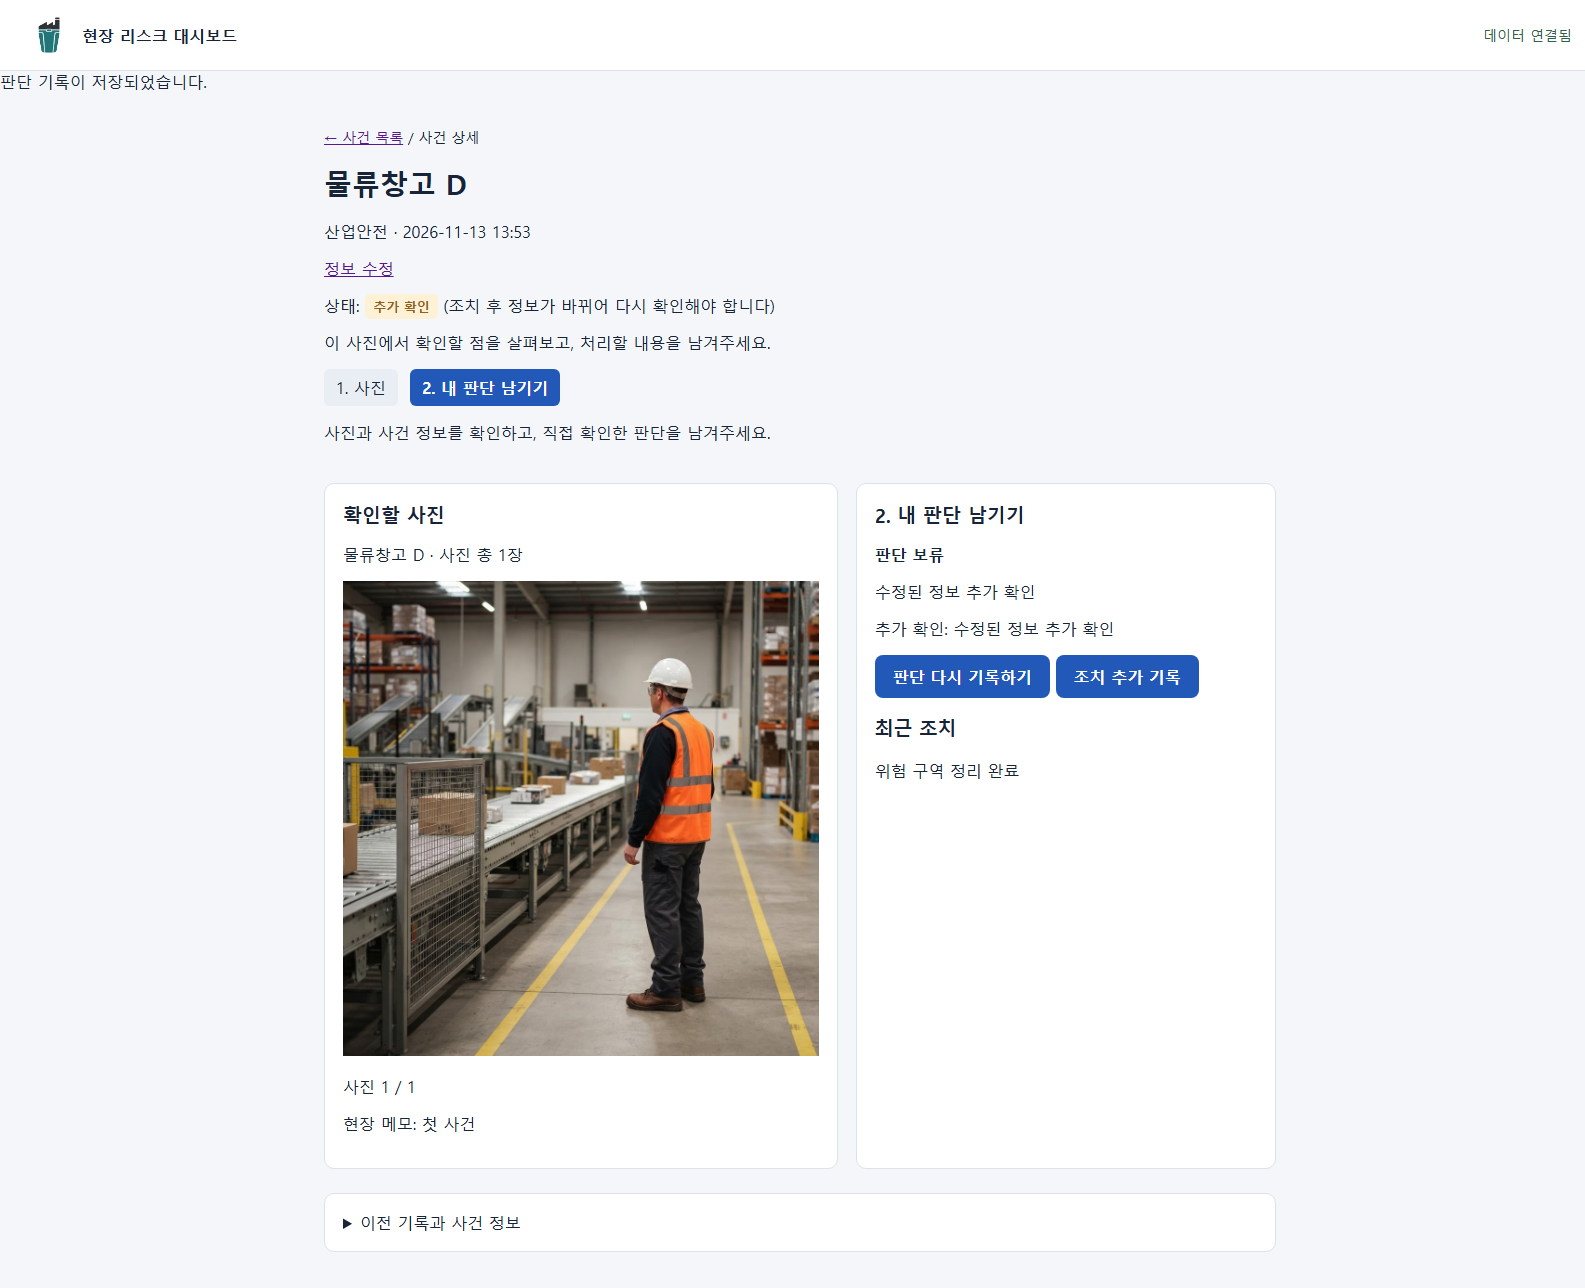 현장 리스크 대시보드
데이터 연결됨
판단 기록이 저장되었습니다.
← 사건 목록 / 사건 상세
물류창고 D
산업안전 · 2026-11-13 13:53
정보 수정
상태: 추가 확인 (조치 후 정보가 바뀌어 다시 확인해야 합니다)
이 사진에서 확인할 점을 살펴보고, 처리할 내용을 남겨주세요.
1. 사진
2. 내 판단 남기기
사진과 사건 정보를 확인하고, 직접 확인한 판단을 남겨주세요.
확인할 사진
물류창고 D · 사진 총 1장
사진 1 / 1
현장 메모: 첫 사건
2. 내 판단 남기기
판단 보류
수정된 정보 추가 확인
추가 확인: 수정된 정보 추가 확인
판단 다시 기록하기
조치 추가 기록
최근 조치
위험 구역 정리 완료
▶ 이전 기록과 사건 정보